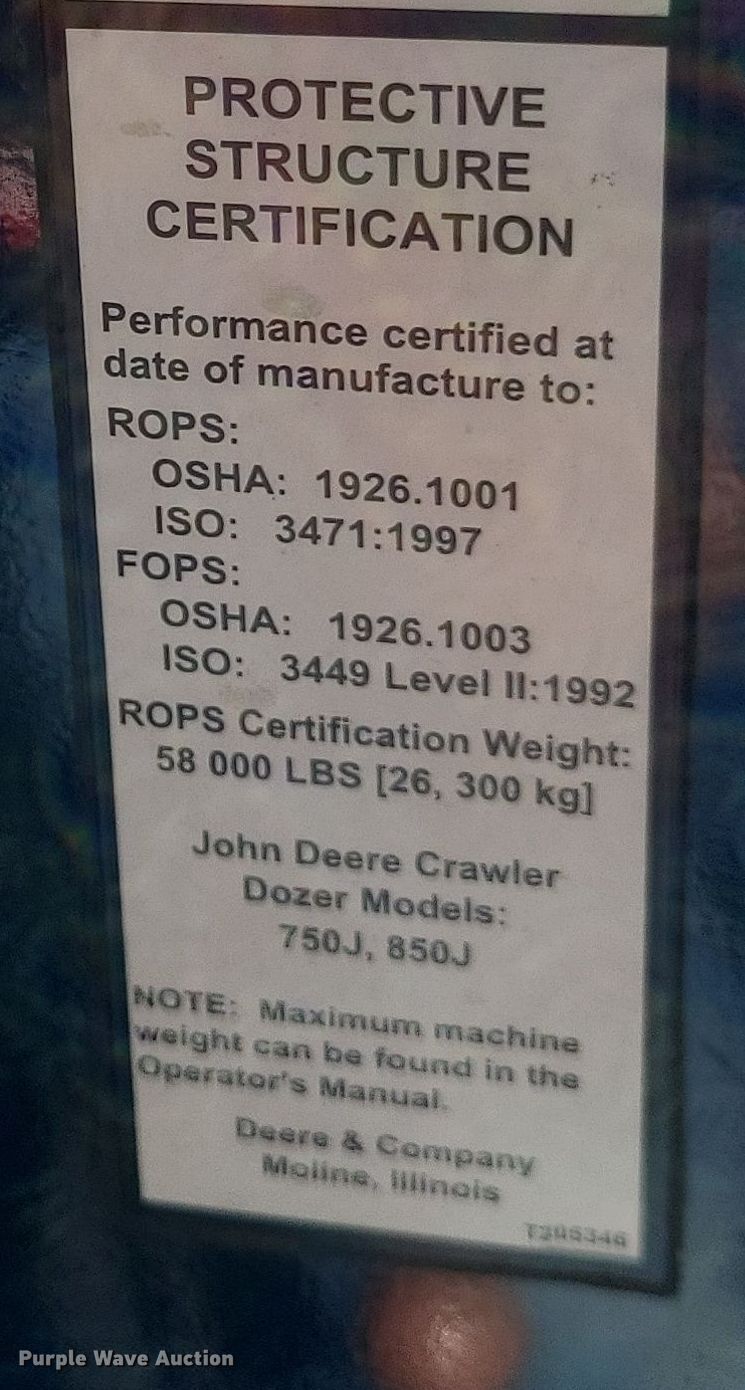 PROTECTIVE
STRUCTURE
CERTIFICATION
Performance certified at
date of manufacture to:
ROPS:
OSHA: 1926.1001
ISO: 3471:1997
FOPS:
OSHA: 1926.1003
ISO: 3449 Level II:1992
ROPS Certification Weight:
58 000 LBS [26, 300 kg]
John Deere Crawler
Dozer Models:
750J, 850J
NOTE: Maximum machine
weight can be found in the
Operator's Manual.
Deere & Company
Moline, Illinois
Purple Wave Auction